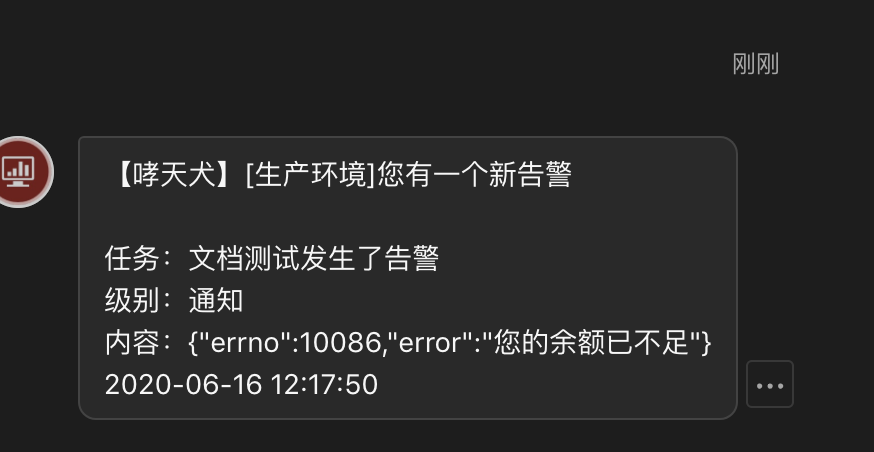 刚刚
【哮天犬】[生产环境]您有一个新告警
任务：文档测试发生了告警
级别：通知
内容：{"errno":10086,"error":"您的余额已不足"}
2020-06-16 12:17:50